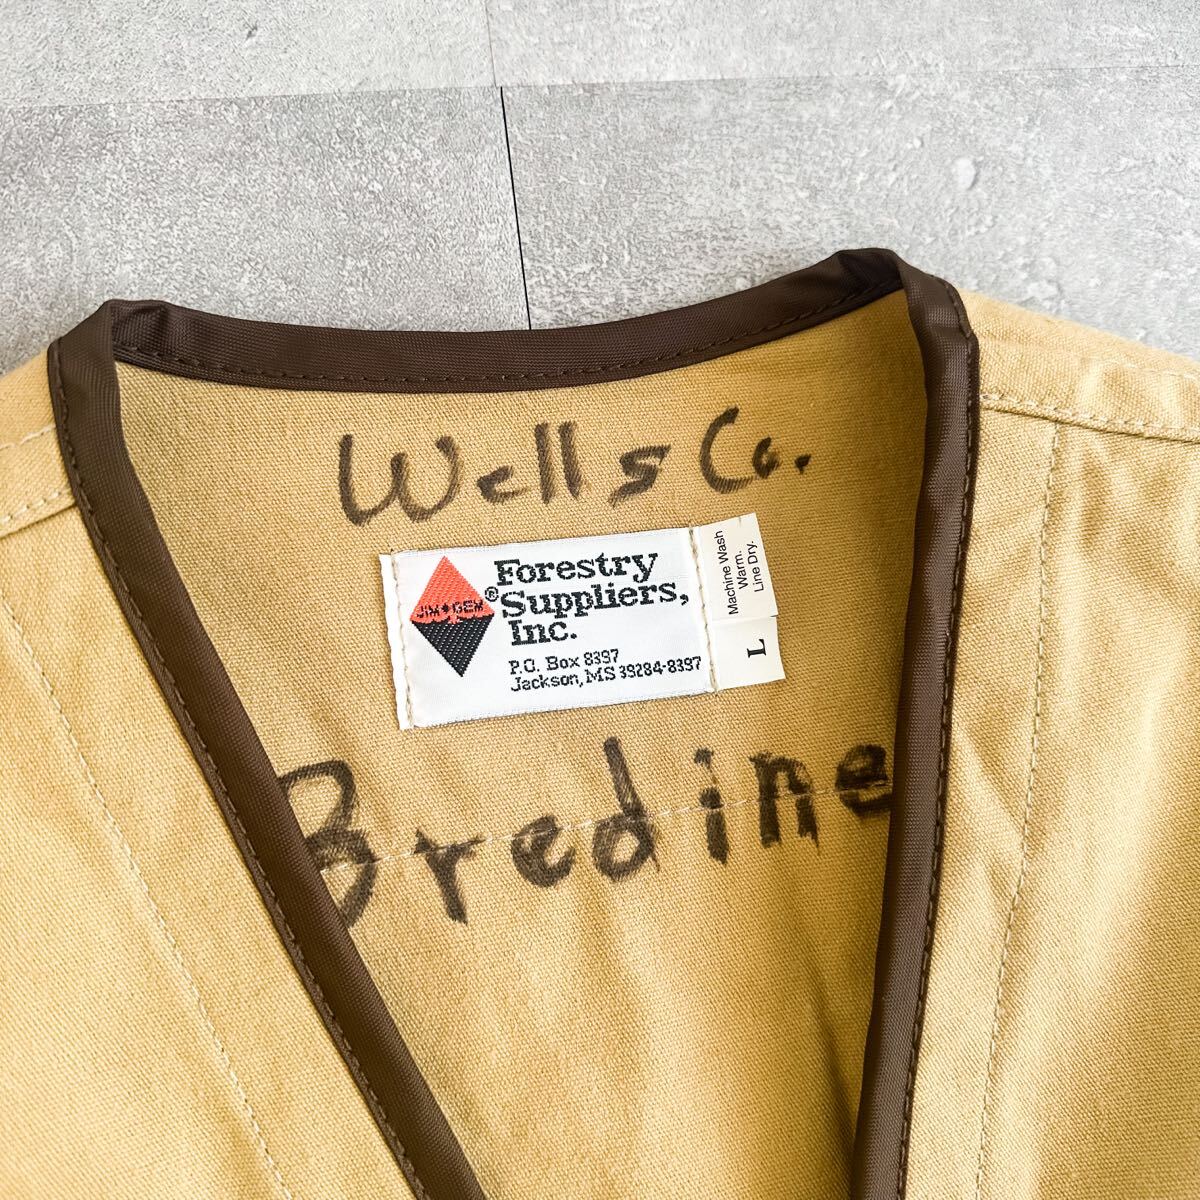 Wells Co.
JIM-GEM®
Forestry
Suppliers,
Inc.
P.O. Box 8397
Jackson, MS 39284-8397
Machine Wash
Warm.
Line Dry.
L
Bredine